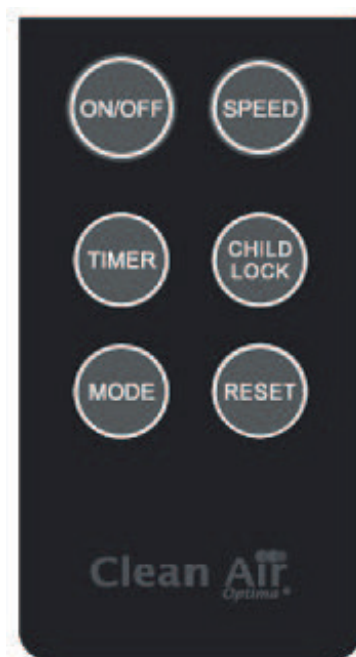 ON/OFF
SPEED
TIMER
CHILD
LOCK
MODE
RESET
Clean Air
Optima®